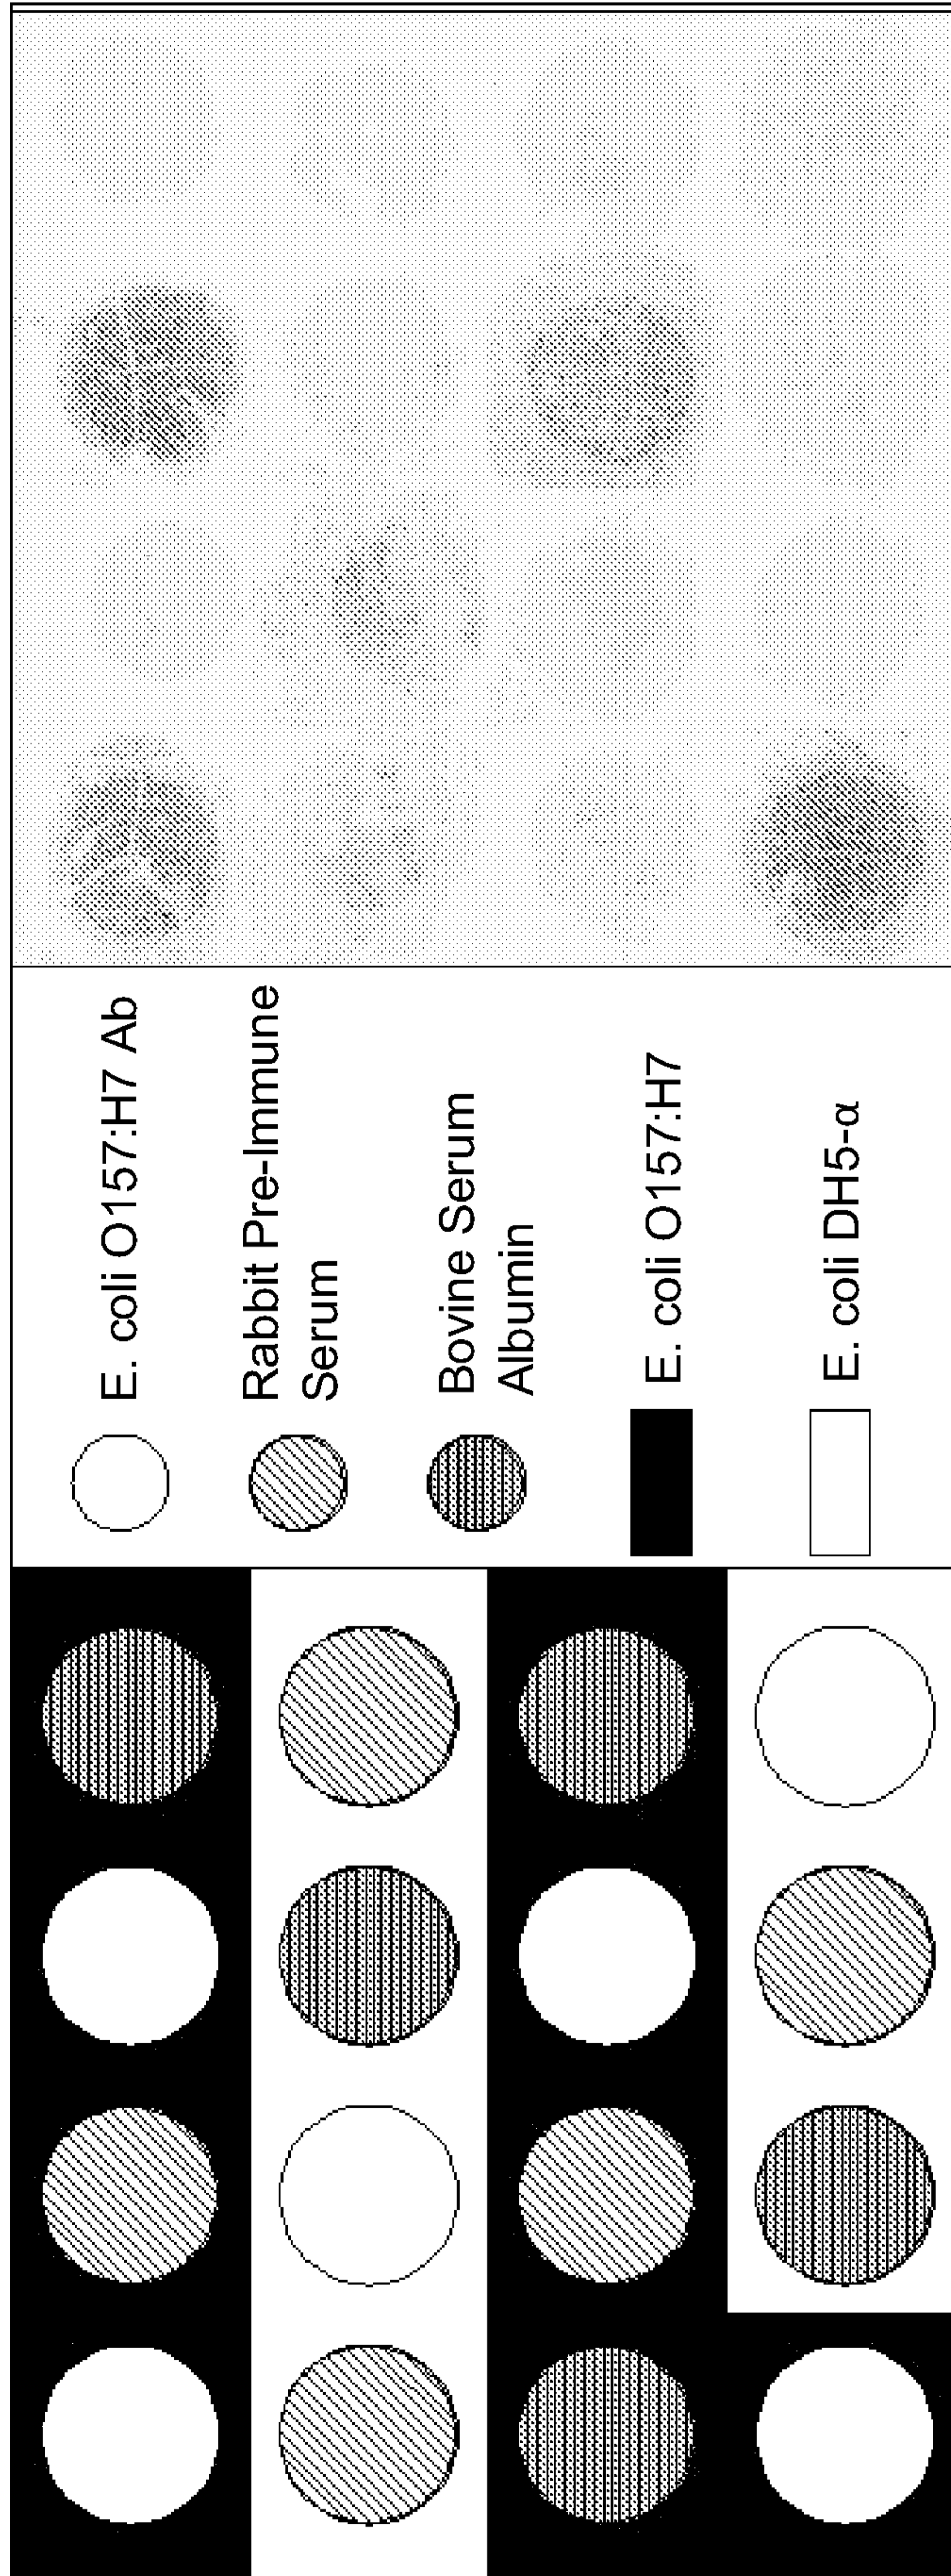 E. coli O157:H7 Ab
Rabbit Pre-Immune
Serum
Bovine Serum
Albumin
E. coli O157:H7
E. coli DH5-α